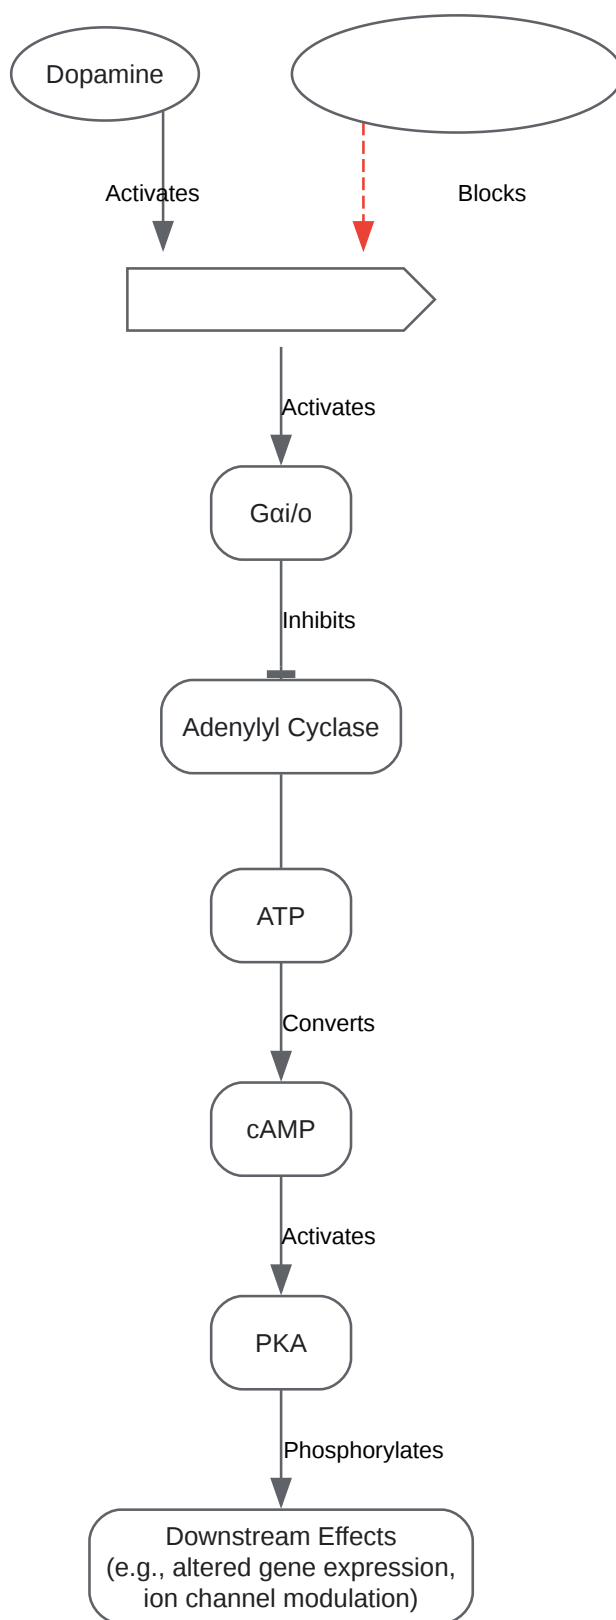 Dopamine
Activates
Blocks
Activates
Gαi/o
Inhibits
Adenylyl Cyclase
ATP
Converts
cAMP
Activates
PKA
Phosphorylates
Downstream Effects
(e.g., altered gene expression,
ion channel modulation)